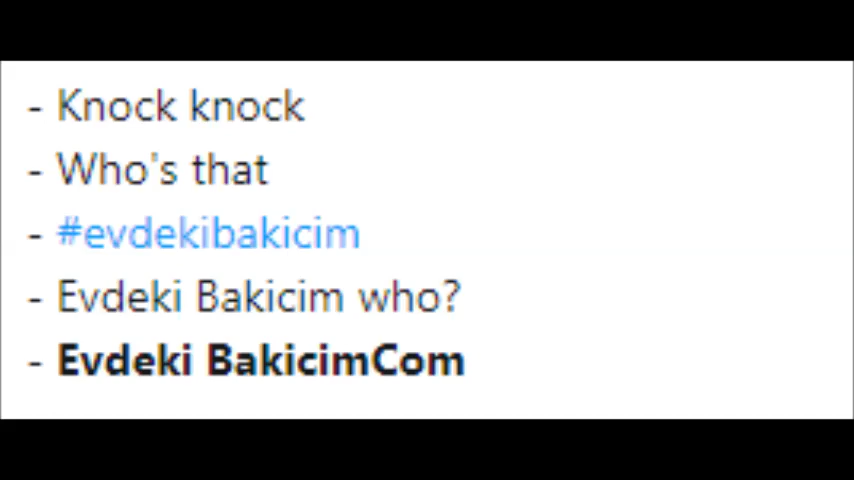 - Knock knock
- Who's that
- #evdekibakicim
- Evdeki Bakicim who?
- Evdeki BakicimCom